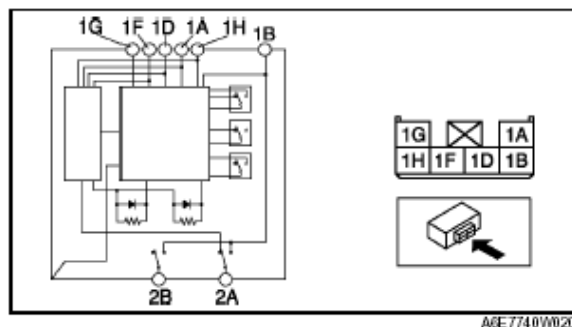 1G 1F 1D 1A 1H 1B
1G 1A
1H 1F 1D 1B
2B 2A
A6E7740W020